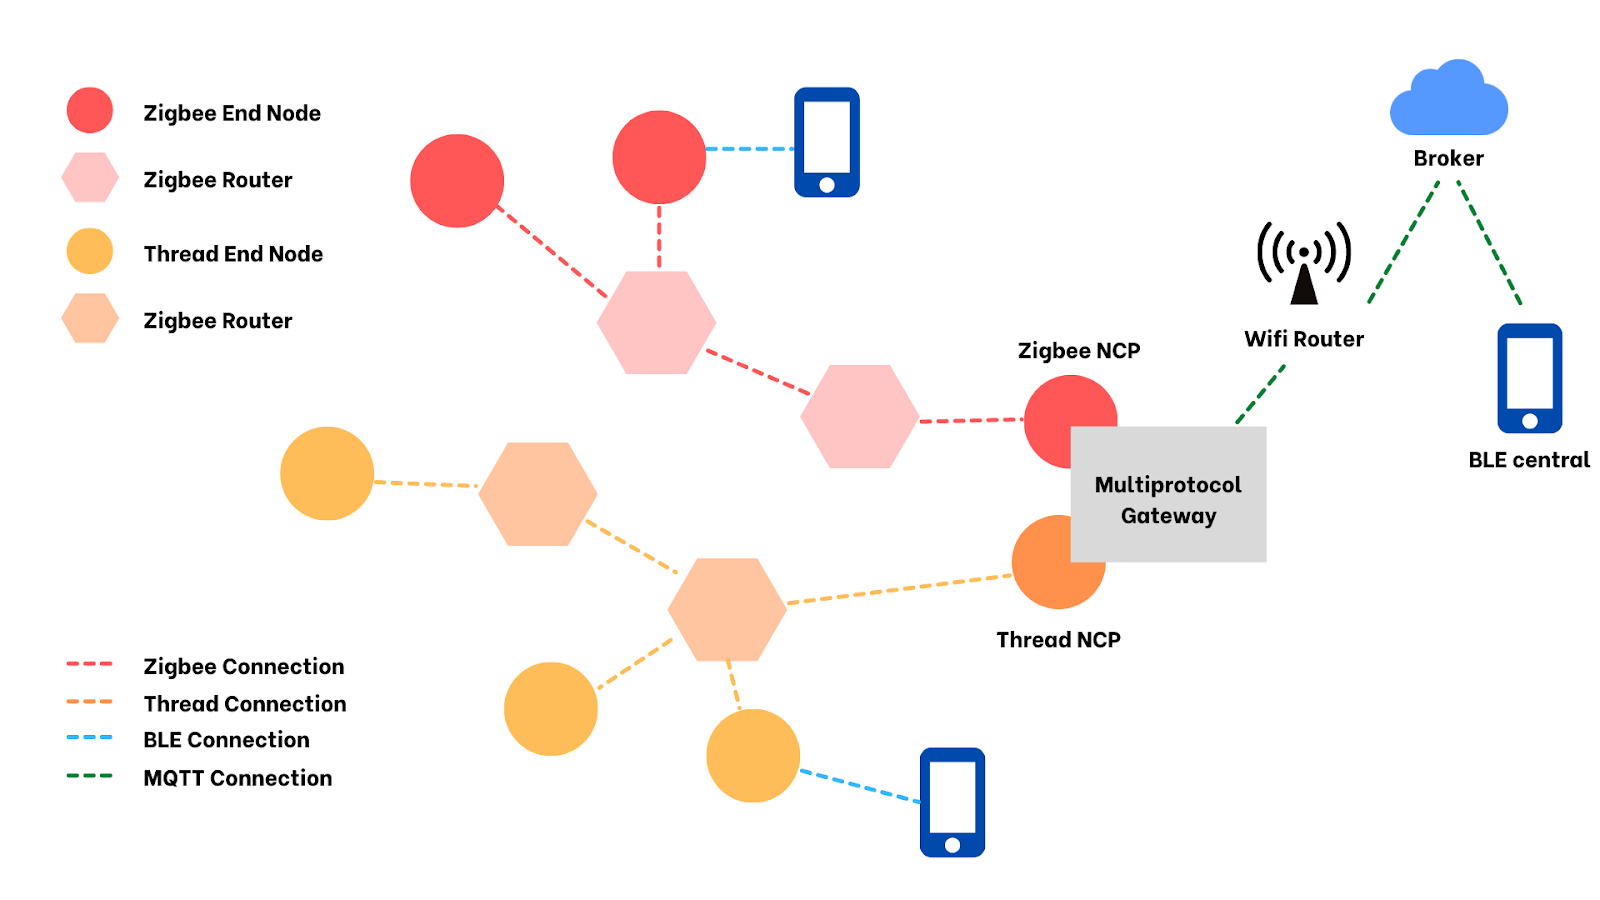 Zigbee End Node
Zigbee Router
Thread End Node
Zigbee Router
Broker
Wifi Router
Zigbee NCP
BLE central
Multiprotocol
Gateway
Thread NCP
Zigbee Connection
Thread Connection
BLE Connection
MQTT Connection